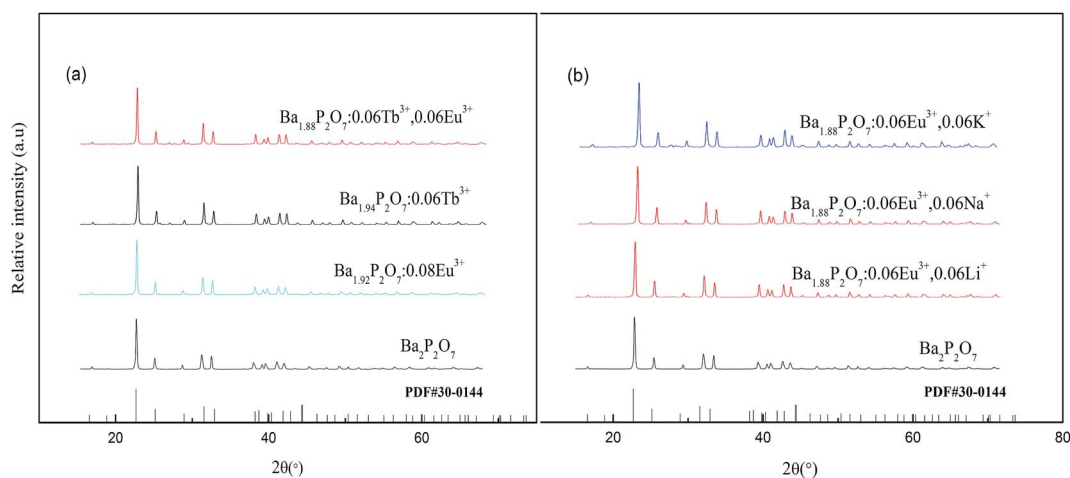 Relative intensity (a.u)
(a)
Ba1.88P2O7:0.06Tb3+,0.06Eu3+
Ba1.94P2O7:0.06Tb3+
Ba1.92P2O7:0.08Eu3+
Ba2P2O7
PDF#30-0144
20 40 60
2θ(°)
(b)
Ba1.88P2O7:0.06Eu3+,0.06K+
Ba1.88P2O7:0.06Eu3+,0.06Na+
Ba1.88P2O7:0.06Eu3+,0.06Li+
Ba2P2O7
PDF#30-0144
20 40 60 80
2θ(°)